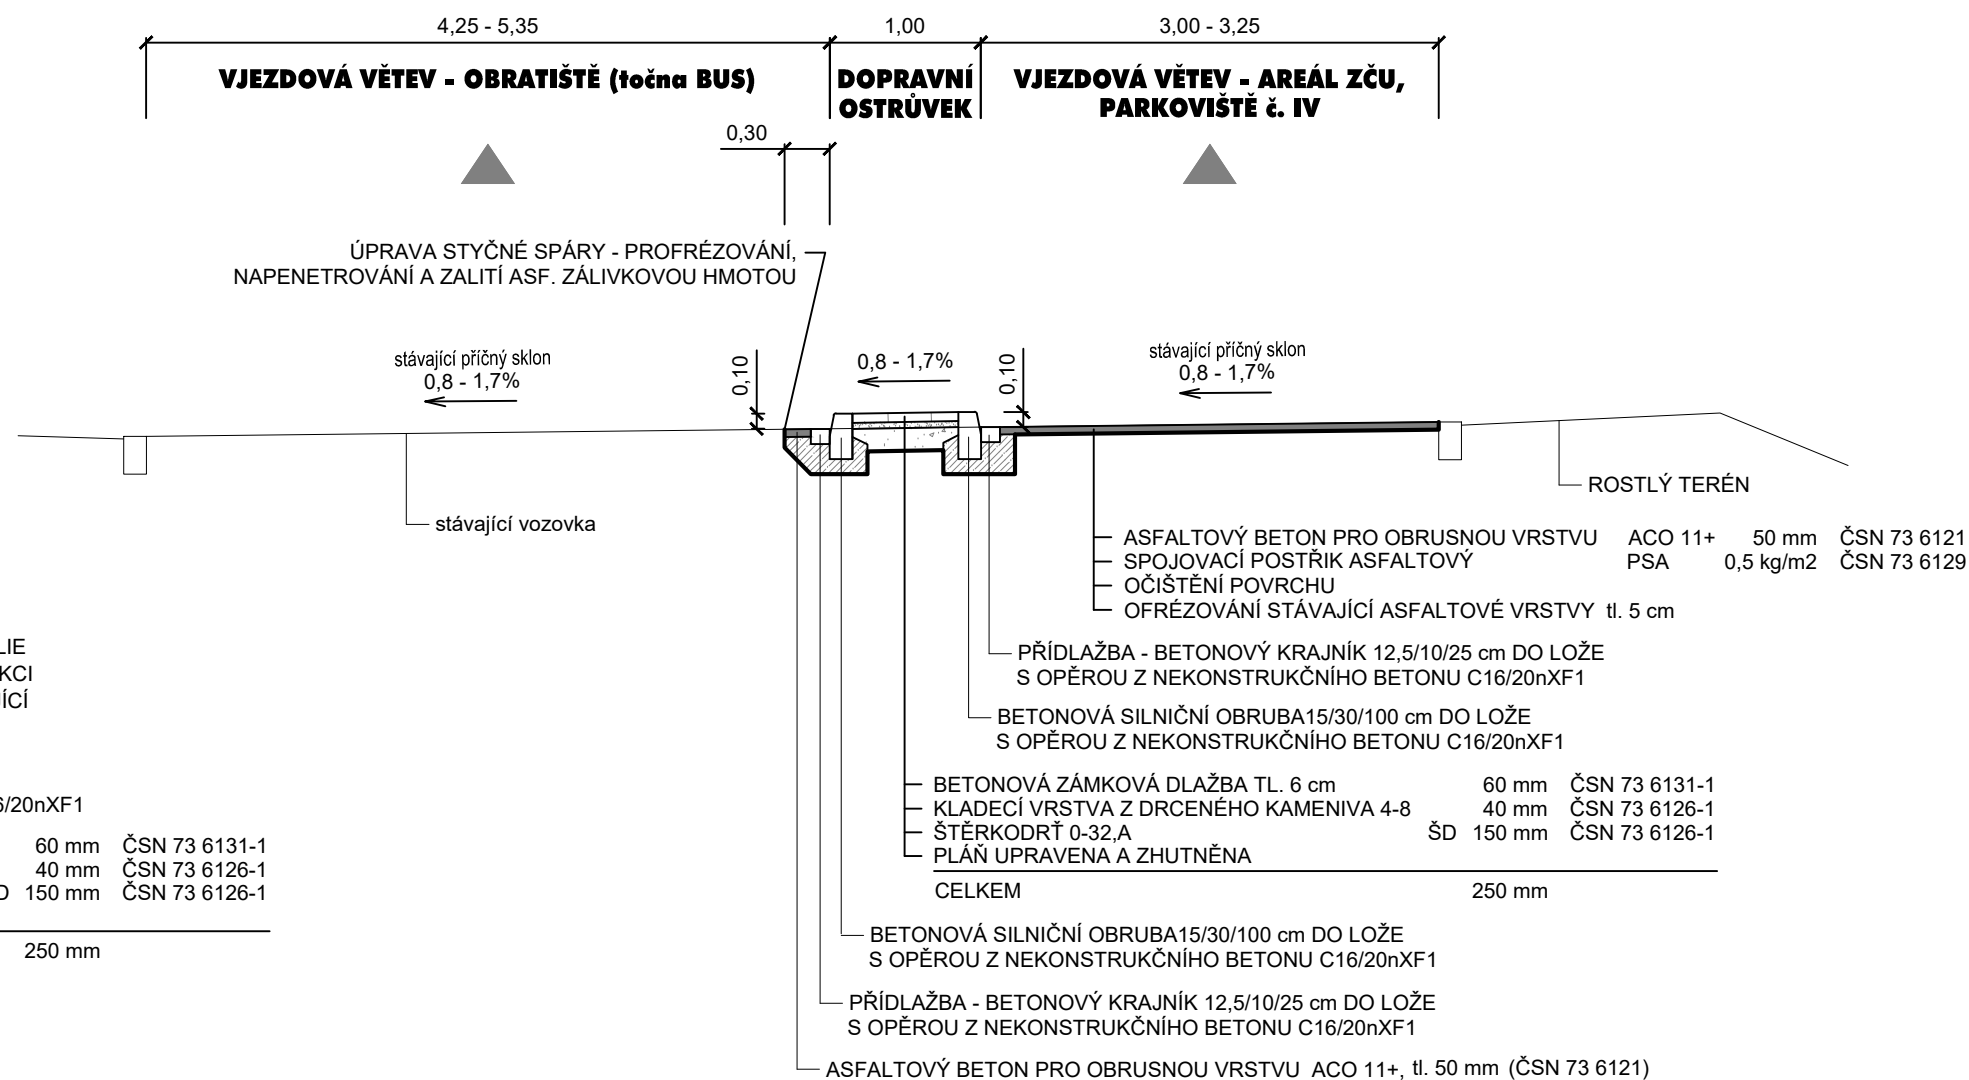 4,25 - 5,35
1,00
3,00 - 3,25
VJEZDOVÁ VĚTEV - OBRATIŠTĚ (točna BUS)
DOPRAVNÍ
OSTRŮVEK
VJEZDOVÁ VĚTEV - AREÁL ZČU,
PARKOVIŠTĚ č. IV
0,30
ÚPRAVA STYČNÉ SPÁRY - PROFRÉZOVÁNÍ,
NAPENETROVÁNÍ A ZALITÍ ASF. ZÁLIVKOVOU HMOTOU
stávající příčný sklon
0,8 - 1,7%
0,10
0,8 - 1,7%
0,10
stávající příčný sklon
0,8 - 1,7%
ROSTLÝ TERÉN
stávající vozovka
ASFALTOVÝ BETON PRO OBRUSNOU VRSTVU ACO 11+ 50 mm ČSN 73 6121
SPOJOVACÍ POSTŘIK ASFALTOVÝ PSA 0,5 kg/m2 ČSN 73 6129
OČIŠTĚNÍ POVRCHU
OFRÉZOVÁNÍ STÁVAJÍCÍ ASFALTOVÉ VRSTVY tl. 5 cm
LIE
KCI
JÍCÍ
PŘÍDLAŽBA - BETONOVÝ KRAJNÍK 12,5/10/25 cm DO LOŽE
S OPĚROU Z NEKONSTRUKČNÍHO BETONU C16/20nXF1
BETONOVÁ SILNIČNÍ OBRUBA15/30/100 cm DO LOŽE
S OPĚROU Z NEKONSTRUKČNÍHO BETONU C16/20nXF1
6/20nXF1
60 mm ČSN 73 6131-1
40 mm ČSN 73 6126-1
D 150 mm ČSN 73 6126-1
250 mm
BETONOVÁ ZÁMKOVÁ DLAŽBA TL. 6 cm 60 mm ČSN 73 6131-1
KLADECÍ VRSTVA Z DRCENÉHO KAMENIVA 4-8 40 mm ČSN 73 6126-1
ŠTĚRKODRŤ 0-32,A ŠD 150 mm ČSN 73 6126-1
PLÁŇ UPRAVENA A ZHUTNĚNA
CELKEM 250 mm
BETONOVÁ SILNIČNÍ OBRUBA15/30/100 cm DO LOŽE
S OPĚROU Z NEKONSTRUKČNÍHO BETONU C16/20nXF1
PŘÍDLAŽBA - BETONOVÝ KRAJNÍK 12,5/10/25 cm DO LOŽE
S OPĚROU Z NEKONSTRUKČNÍHO BETONU C16/20nXF1
ASFALTOVÝ BETON PRO OBRUSNOU VRSTVU ACO 11+, tl. 50 mm (ČSN 73 6121)